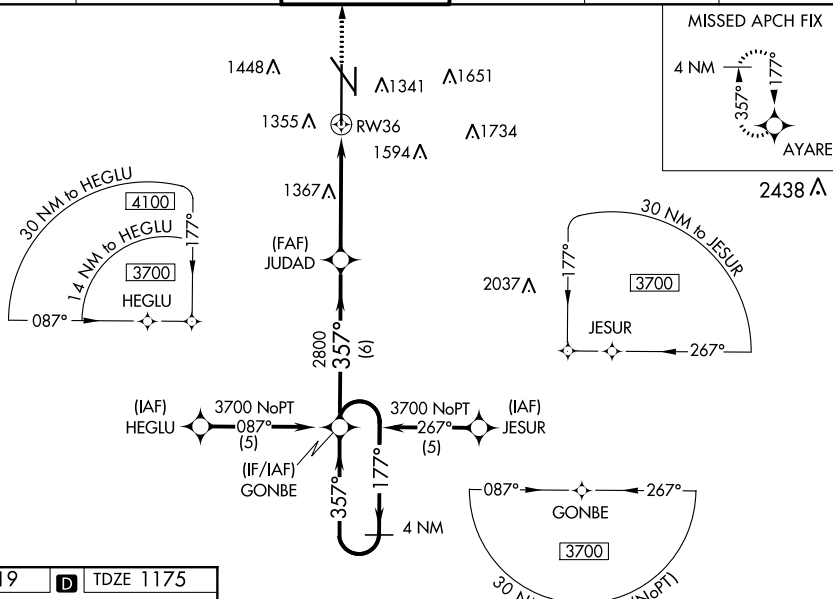 MISSED APCH FIX
4 NM
357°
177°
AYARE
2438
1448
1341
1651
1355
RW36
1734
1594
1367
30 NM to HEGLU
4100
177°
14 NM to HEGLU
3700
HEGLU
087°
(FAF)
JUDAD
30 NM to JESUR
177°
2037
3700
JESUR
267°
2800
357°
(6)
(IAF)
HEGLU
3700 NoPT
087°
(5)
3700 NoPT
267°
(5)
(IAF)
JESUR
(IF/IAF)
GONBE
357°
177°
4 NM
087°
267°
GONBE
3700
30 N
(NoPT)
19
D
TDZE 1175